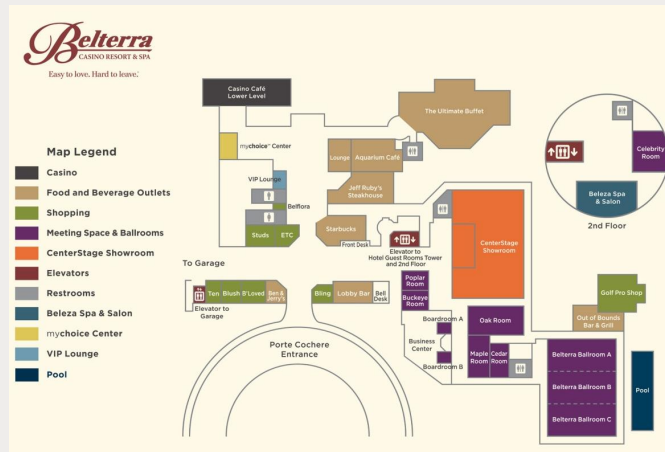 Belterra
CASINO RESORT & SPA
Easy to love. Hard to leave.
Map Legend
Casino
Food and Beverage Outlets
Shopping
Meeting Space & Ballrooms
CenterStage Showroom
Elevators
Restrooms
Beleza Spa & Salon
mychoice Center
VIP Lounge
Pool
Casino Café
Lower Level
mychoice™ Center
VIP Lounge
Belflora
Studs ETC
The Ultimate Buffet
Lounge
Aquarium Café
Jeff Ruby's
Steakhouse
Starbucks
Front Desk
Elevator to
Hotel Guest Rooms Tower
and 2nd Floor
CenterStage
Showroom
Celebrity
Room
Beleza Spa
& Salon
2nd Floor
To Garage
Elevator to
Garage
Ten Blush B'Loved
Ben &
Jerry's
Bling
Lobby Bar
Bell
Desk
Porte Cochere
Entrance
Poplar
Room
Buckeye
Room
Boardroom A
Business
Center
Boardroom B
Oak Room
Maple
Room
Cedar
Room
Golf Pro Shop
Out of Bounds
Bar & Grill
Belterra Ballroom A
Belterra Ballroom B
Belterra Ballroom C
Pool